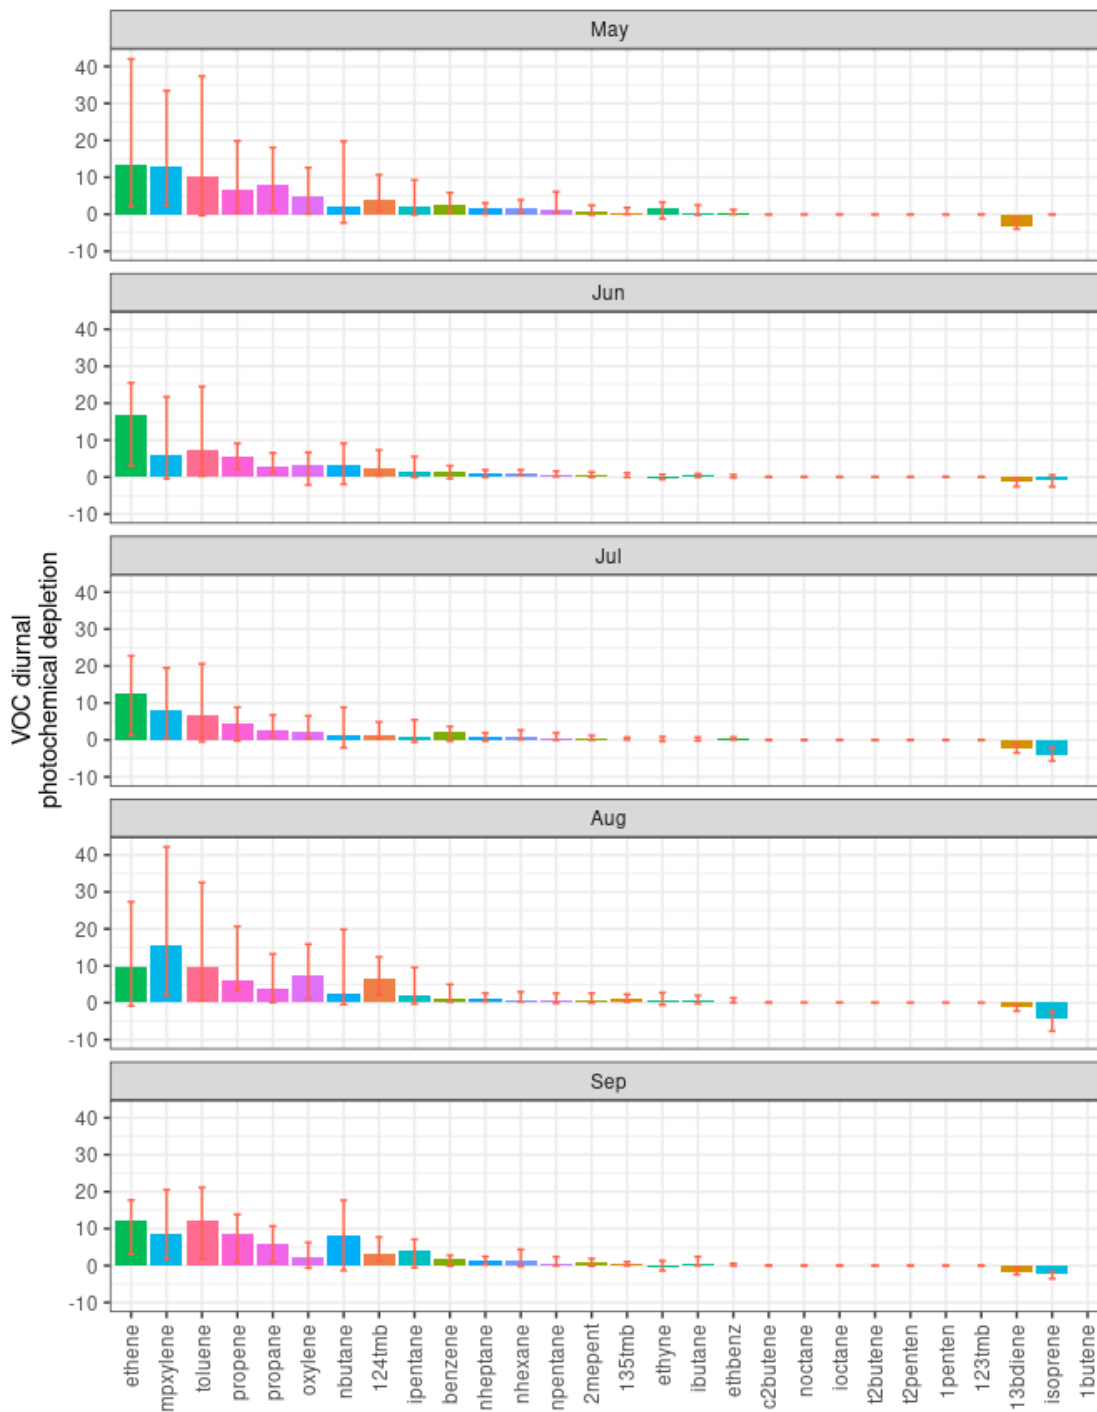 May
40
30
20
10
0
-10
Jun
40
30
20
10
0
-10
Jul
40
30
20
10
0
-10
VOC diurnal
photochemical depletion
Aug
40
30
20
10
0
-10
Sep
40
30
20
10
0
-10
ethene
mpxylene
toluene
propene
propane
oxylene
nbutane
124tmb
ipentane
benzene
nheptane
nhexane
npentane
2mepent
135tmb
ethyne
ibutane
ethbenz
c2butene
noctane
ioctane
t2butene
t2penten
1penten
123tmb
13bdiene
isoprene
1butene